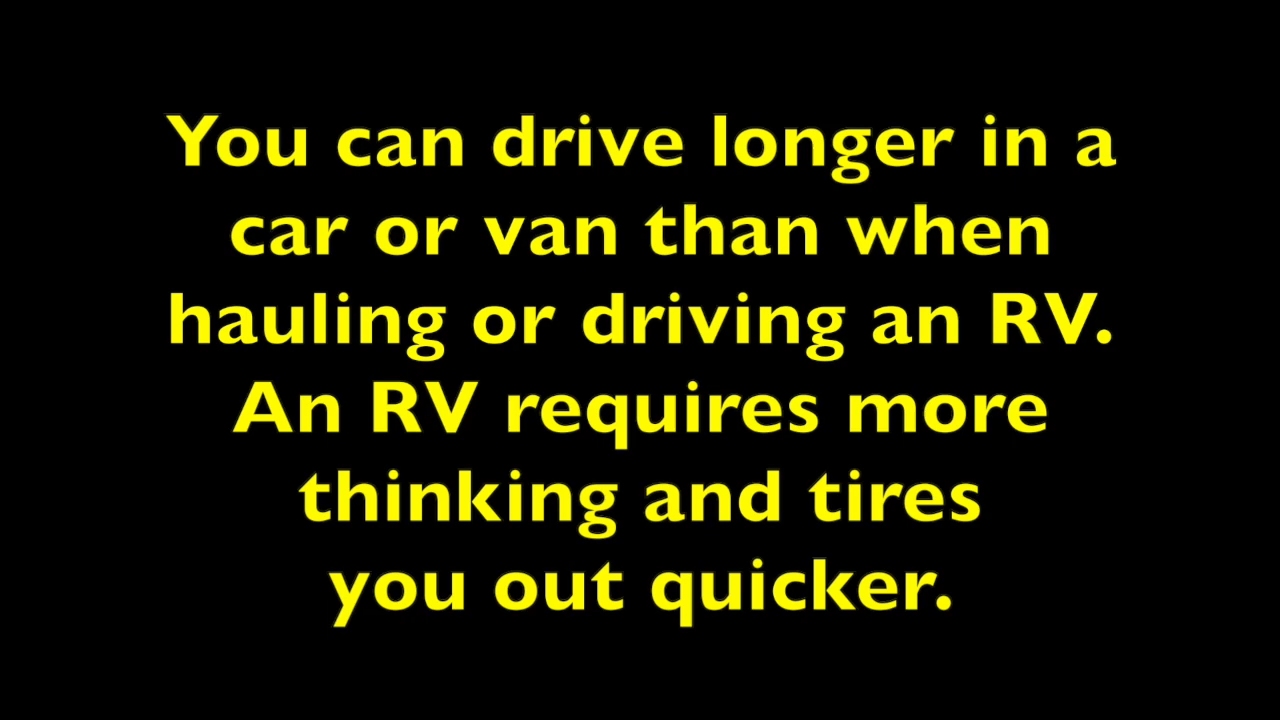 You can drive longer in a
car or van than when
hauling or driving an RV.
An RV requires more
thinking and tires
you out quicker.